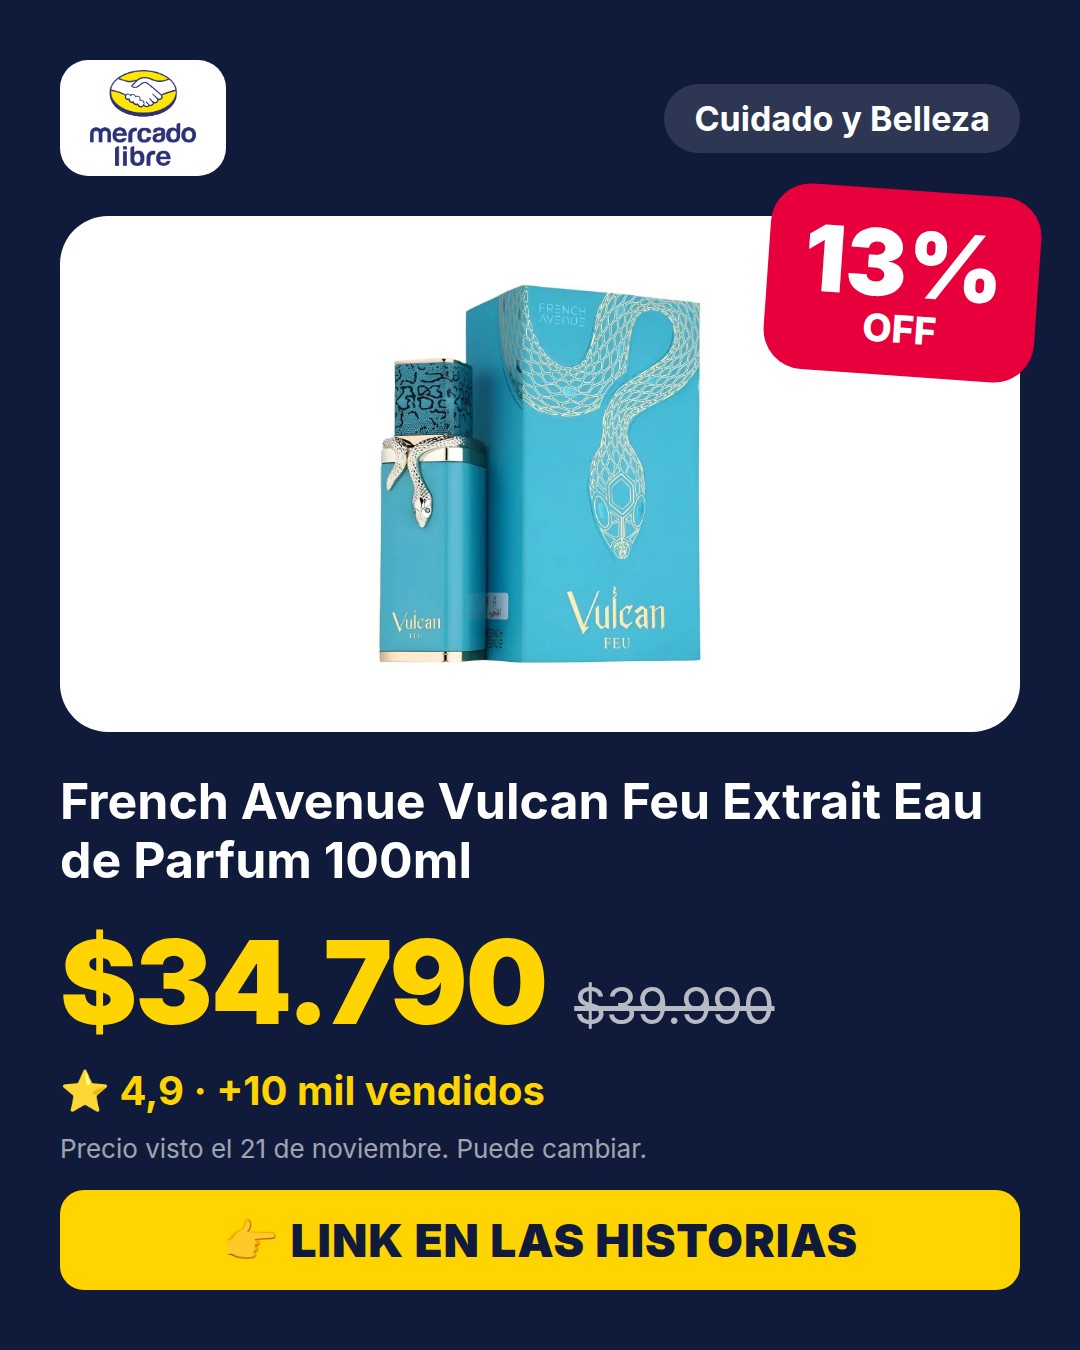 mercado
libre
Cuidado y Belleza
13%
OFF
FRENCH
AVENUE
Vulcan
FEU
Vulcan
FEU
French Avenue Vulcan Feu Extrait Eau
de Parfum 100ml
$34.790 $39.990
⭐ 4,9 · +10 mil vendidos
Precio visto el 21 de noviembre. Puede cambiar.
👉 LINK EN LAS HISTORIAS